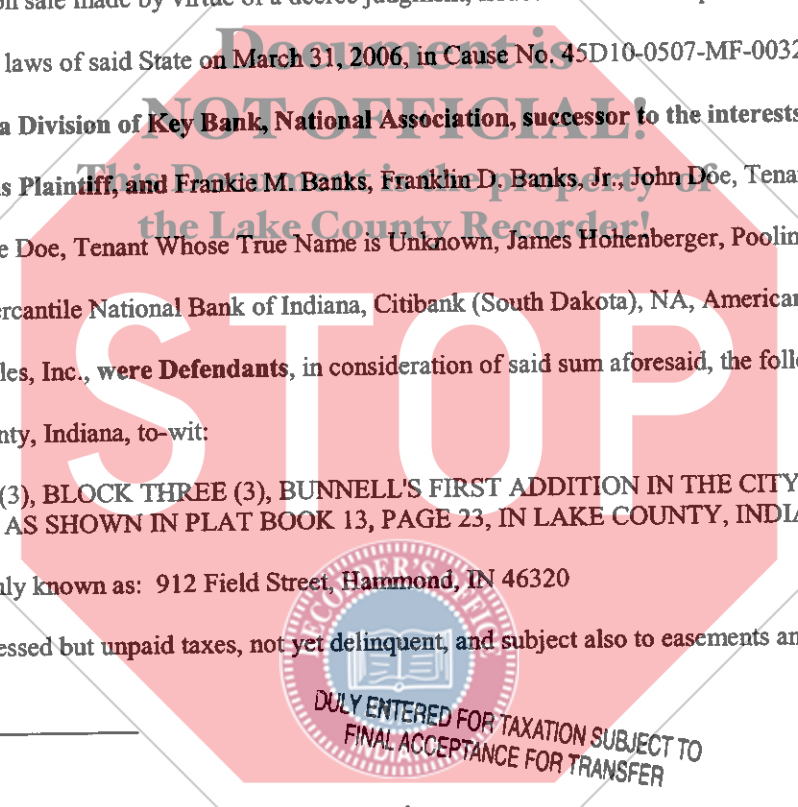 on sale made by virtue of a decree judgment,
Document is
laws of said State on March 31, 2006, in Cause No. 45D10-0507-MF-0032
NOT OFFICIAL!
a Division of Key Bank, National Association, successor to the interests
This Document is the property of
s Plaintiff, and Frankie M. Banks, Franklin D. Banks, Jr., John Doe, Tena
the Lake County Recorder!
e Doe, Tenant Whose True Name is Unknown, James Hohenberger, Poolin
ercantile National Bank of Indiana, Citibank (South Dakota), NA, American
les, Inc., were Defendants, in consideration of said sum aforesaid, the follo
STOP
nty, Indiana, to-wit:
(3), BLOCK THREE (3), BUNNELL'S FIRST ADDITION IN THE CITY
AS SHOWN IN PLAT BOOK 13, PAGE 23, IN LAKE COUNTY, INDIA
nly known as: 912 Field Street, Hammond, IN 46320
RECORDER'S OFFIC
essed but unpaid taxes, not yet delinquent, and subject also to easements an
DULY ENTERED FOR TAXATION SUBJECT TO
FINAL ACCEPTANCE FOR TRANSFER
INDIANA